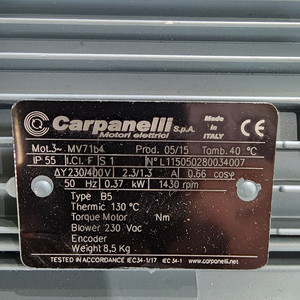 Carpanelli S.p.A.
Motori elettrici
Made in ITALY
CE
Mot.3~ MV71b4 Prod. 05/15 Tamb. 40 °C
IP 55 I.Cl. F S 1 N° L115050280034007
ΔY 230/400 V 2.3/1.3 A 0.66 cosφ
50 Hz 0.37 kW 1430 rpm
Type B5
Thermic 130 °C
Torque Motor Nm
Blower 230 Vac
Encoder
Weight 8,5 Kg
TESTED IN ACCORDANCE IEC34-1/17 IEC 34-1 www.carpanelli.net